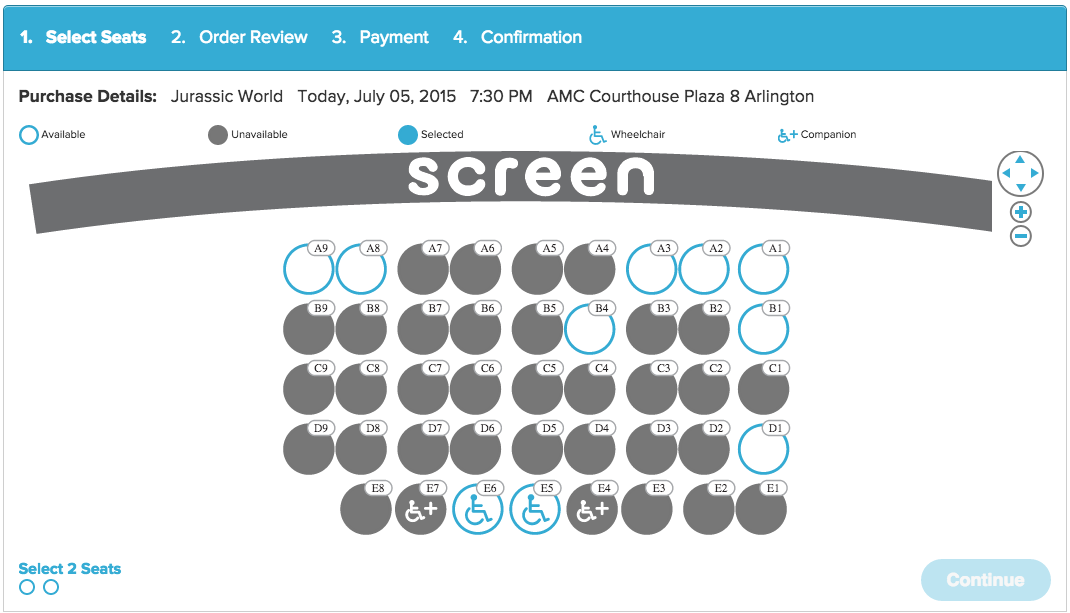 1. Select Seats 2. Order Review 3. Payment 4. Confirmation
Purchase Details: Jurassic World Today, July 05, 2015 7:30 PM AMC Courthouse Plaza 8 Arlington
Available Unavailable Selected Wheelchair Companion
screen
A9 A8 A7 A6 A5 A4 A3 A2 A1
B9 B8 B7 B6 B5 B4 B3 B2 B1
C9 C8 C7 C6 C5 C4 C3 C2 C1
D9 D8 D7 D6 D5 D4 D3 D2 D1
E8 E7 E6 E5 E4 E3 E2 E1
Select 2 Seats
Continue